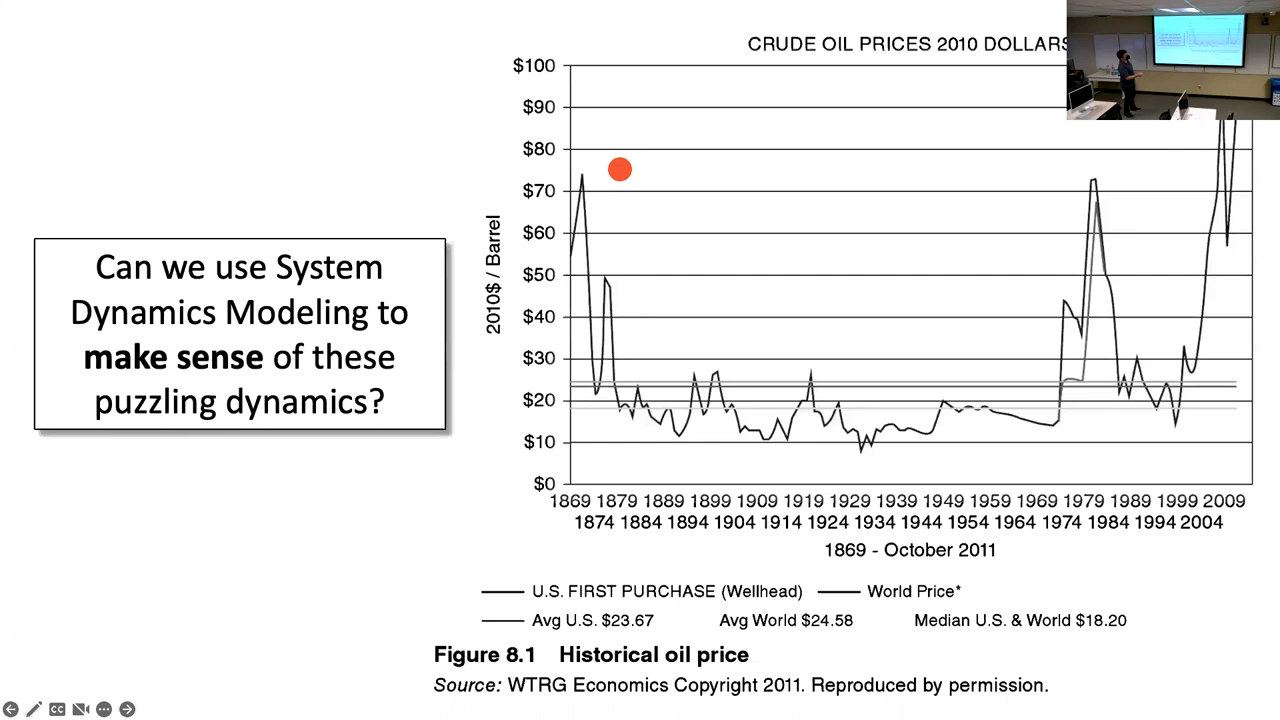 CRUDE OIL PRICES 2010 DOLLARS
$100
$90
$80
$70
$60
$50
$40
$30
$20
$10
$0
2010$ / Barrel
Can we use System
Dynamics Modeling to
make sense of these
puzzling dynamics?
1869 1879 1889 1899 1909 1919 1929 1939 1949 1959 1969 1979 1989 1999 2009
1874 1884 1894 1904 1914 1924 1934 1944 1954 1964 1974 1984 1994 2004
1869 - October 2011
U.S. FIRST PURCHASE (Wellhead) World Price*
Avg U.S. $23.67 Avg World $24.58 Median U.S. & World $18.20
Figure 8.1 Historical oil price
Source: WTRG Economics Copyright 2011. Reproduced by permission.
CC